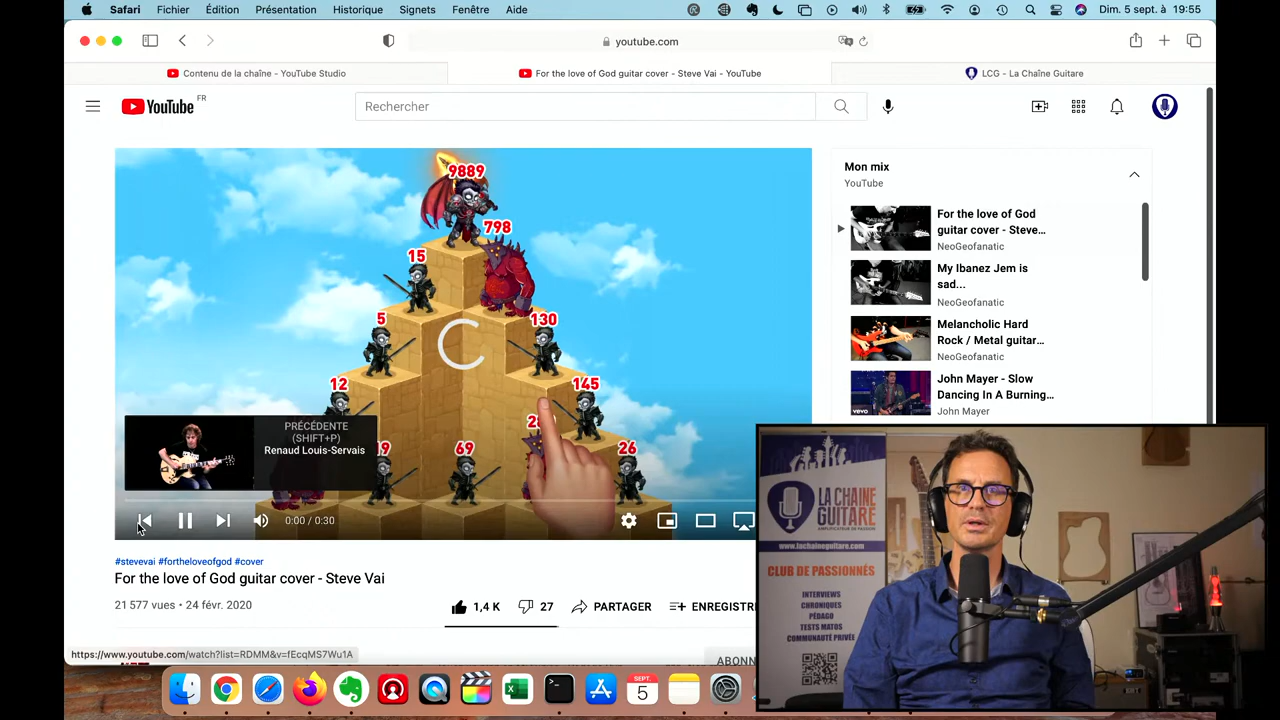 Safari Fichier Édition Présentation Historique Signets Fenêtre Aide Dim. 5 sept. à 19:55
youtube.com
Contenu de la chaîne - YouTube Studio
For the love of God guitar cover - Steve Vai - YouTube
LCG - La Chaîne Guitare
YouTube FR
Rechercher
9889
798
15
5
130
12
145
69
26
PRÉCÉDENTE
(SHIFT+P)
Renaud Louis-Servais
0:00 / 0:30
#stevevai #fortheloveofgod #cover
For the love of God guitar cover - Steve Vai
21 577 vues • 24 févr. 2020
1,4 K 27 PARTAGER
Mon mix
YouTube
For the love of God
guitar cover - Steve…
NeoGeofanatic
My Ibanez Jem is
sad...
NeoGeofanatic
Melancholic Hard
Rock / Metal guitar…
NeoGeofanatic
vevo
John Mayer - Slow
Dancing In A Burning…
John Mayer
https://www.youtube.com/watch?list=RDMM&v=fEcqMS7Wu1A
LA CHAINE
GUITARE
AMPLIFICATEUR DE PASSION
www.lachaineguitare.com
CLUB DE PASSIONNÉS
INTERVIEWS
CHRONIQUES
PÉDAGO
TESTS MATOS
COMMUNAUTÉ PRIVÉE
SEPT.
5